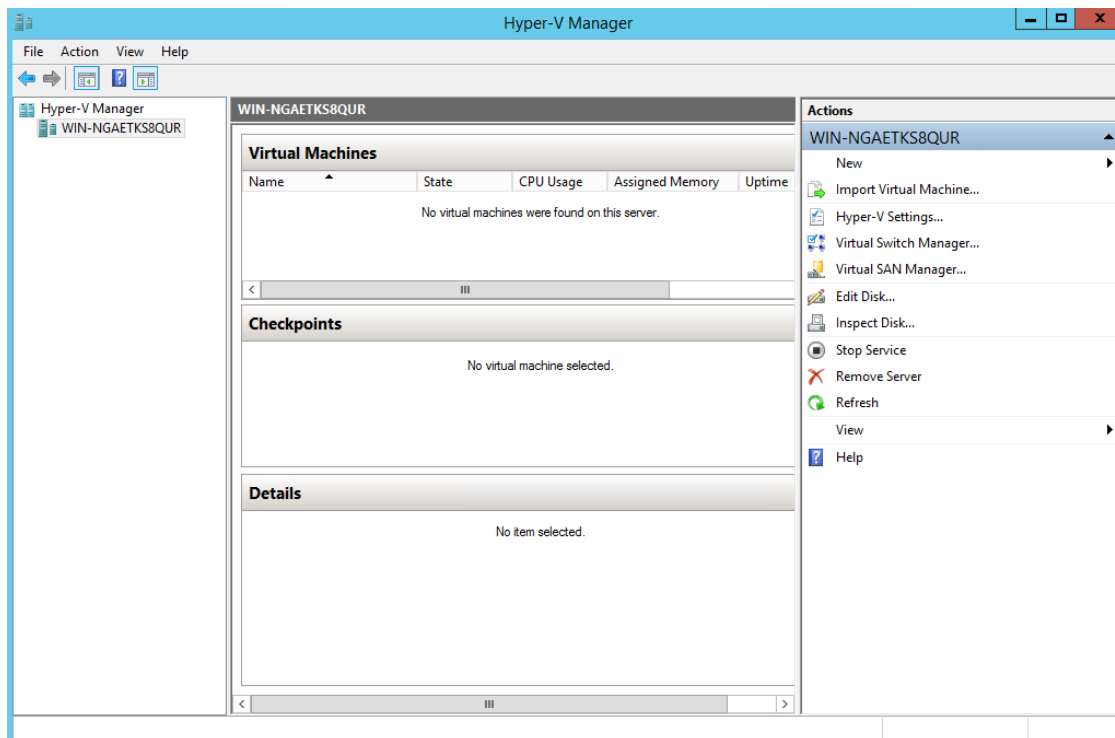 Hyper-V Manager
File Action View Help
Hyper-V Manager
WIN-NGAETKS8QUR
WIN-NGAETKS8QUR
Virtual Machines
Name State CPU Usage Assigned Memory Uptime
No virtual machines were found on this server.
Checkpoints
No virtual machine selected.
Details
No item selected.
Actions
WIN-NGAETKS8QUR
New
Import Virtual Machine...
Hyper-V Settings...
Virtual Switch Manager...
Virtual SAN Manager...
Edit Disk...
Inspect Disk...
Stop Service
Remove Server
Refresh
View
Help